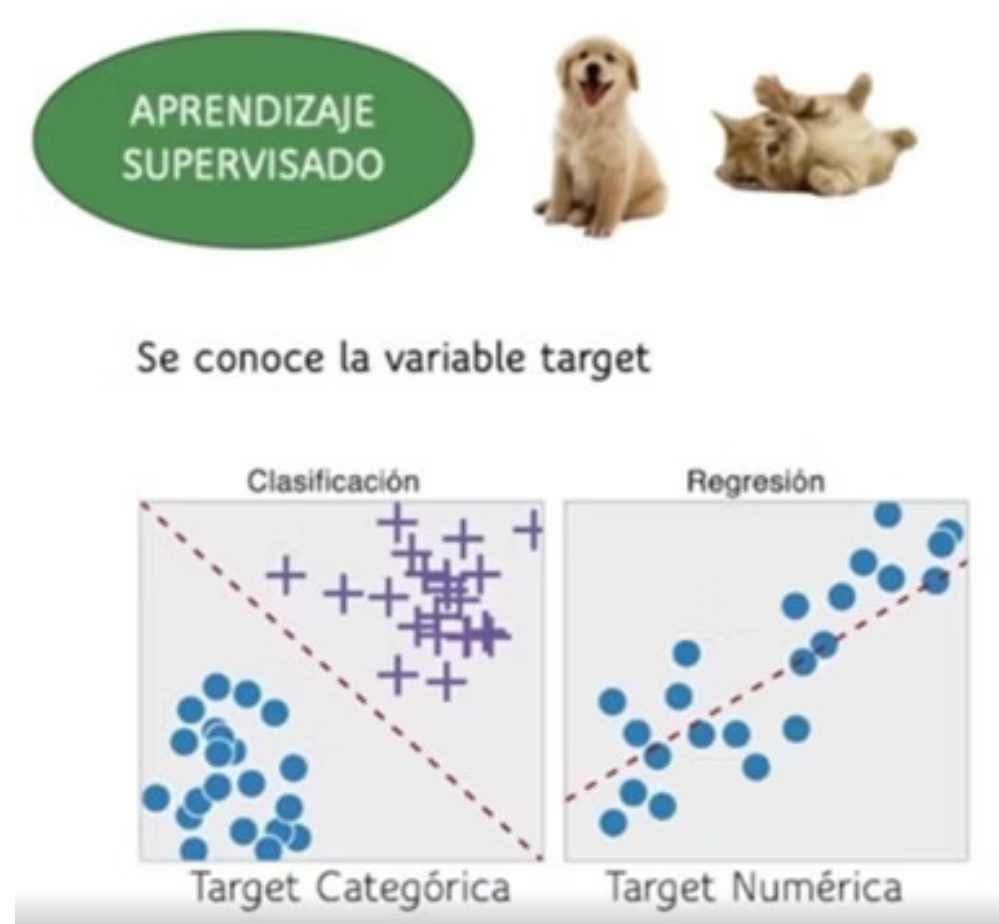 APRENDIZAJE
SUPERVISADO
Se conoce la variable target
Clasificación
Regresión
Target Categórica
Target Numérica